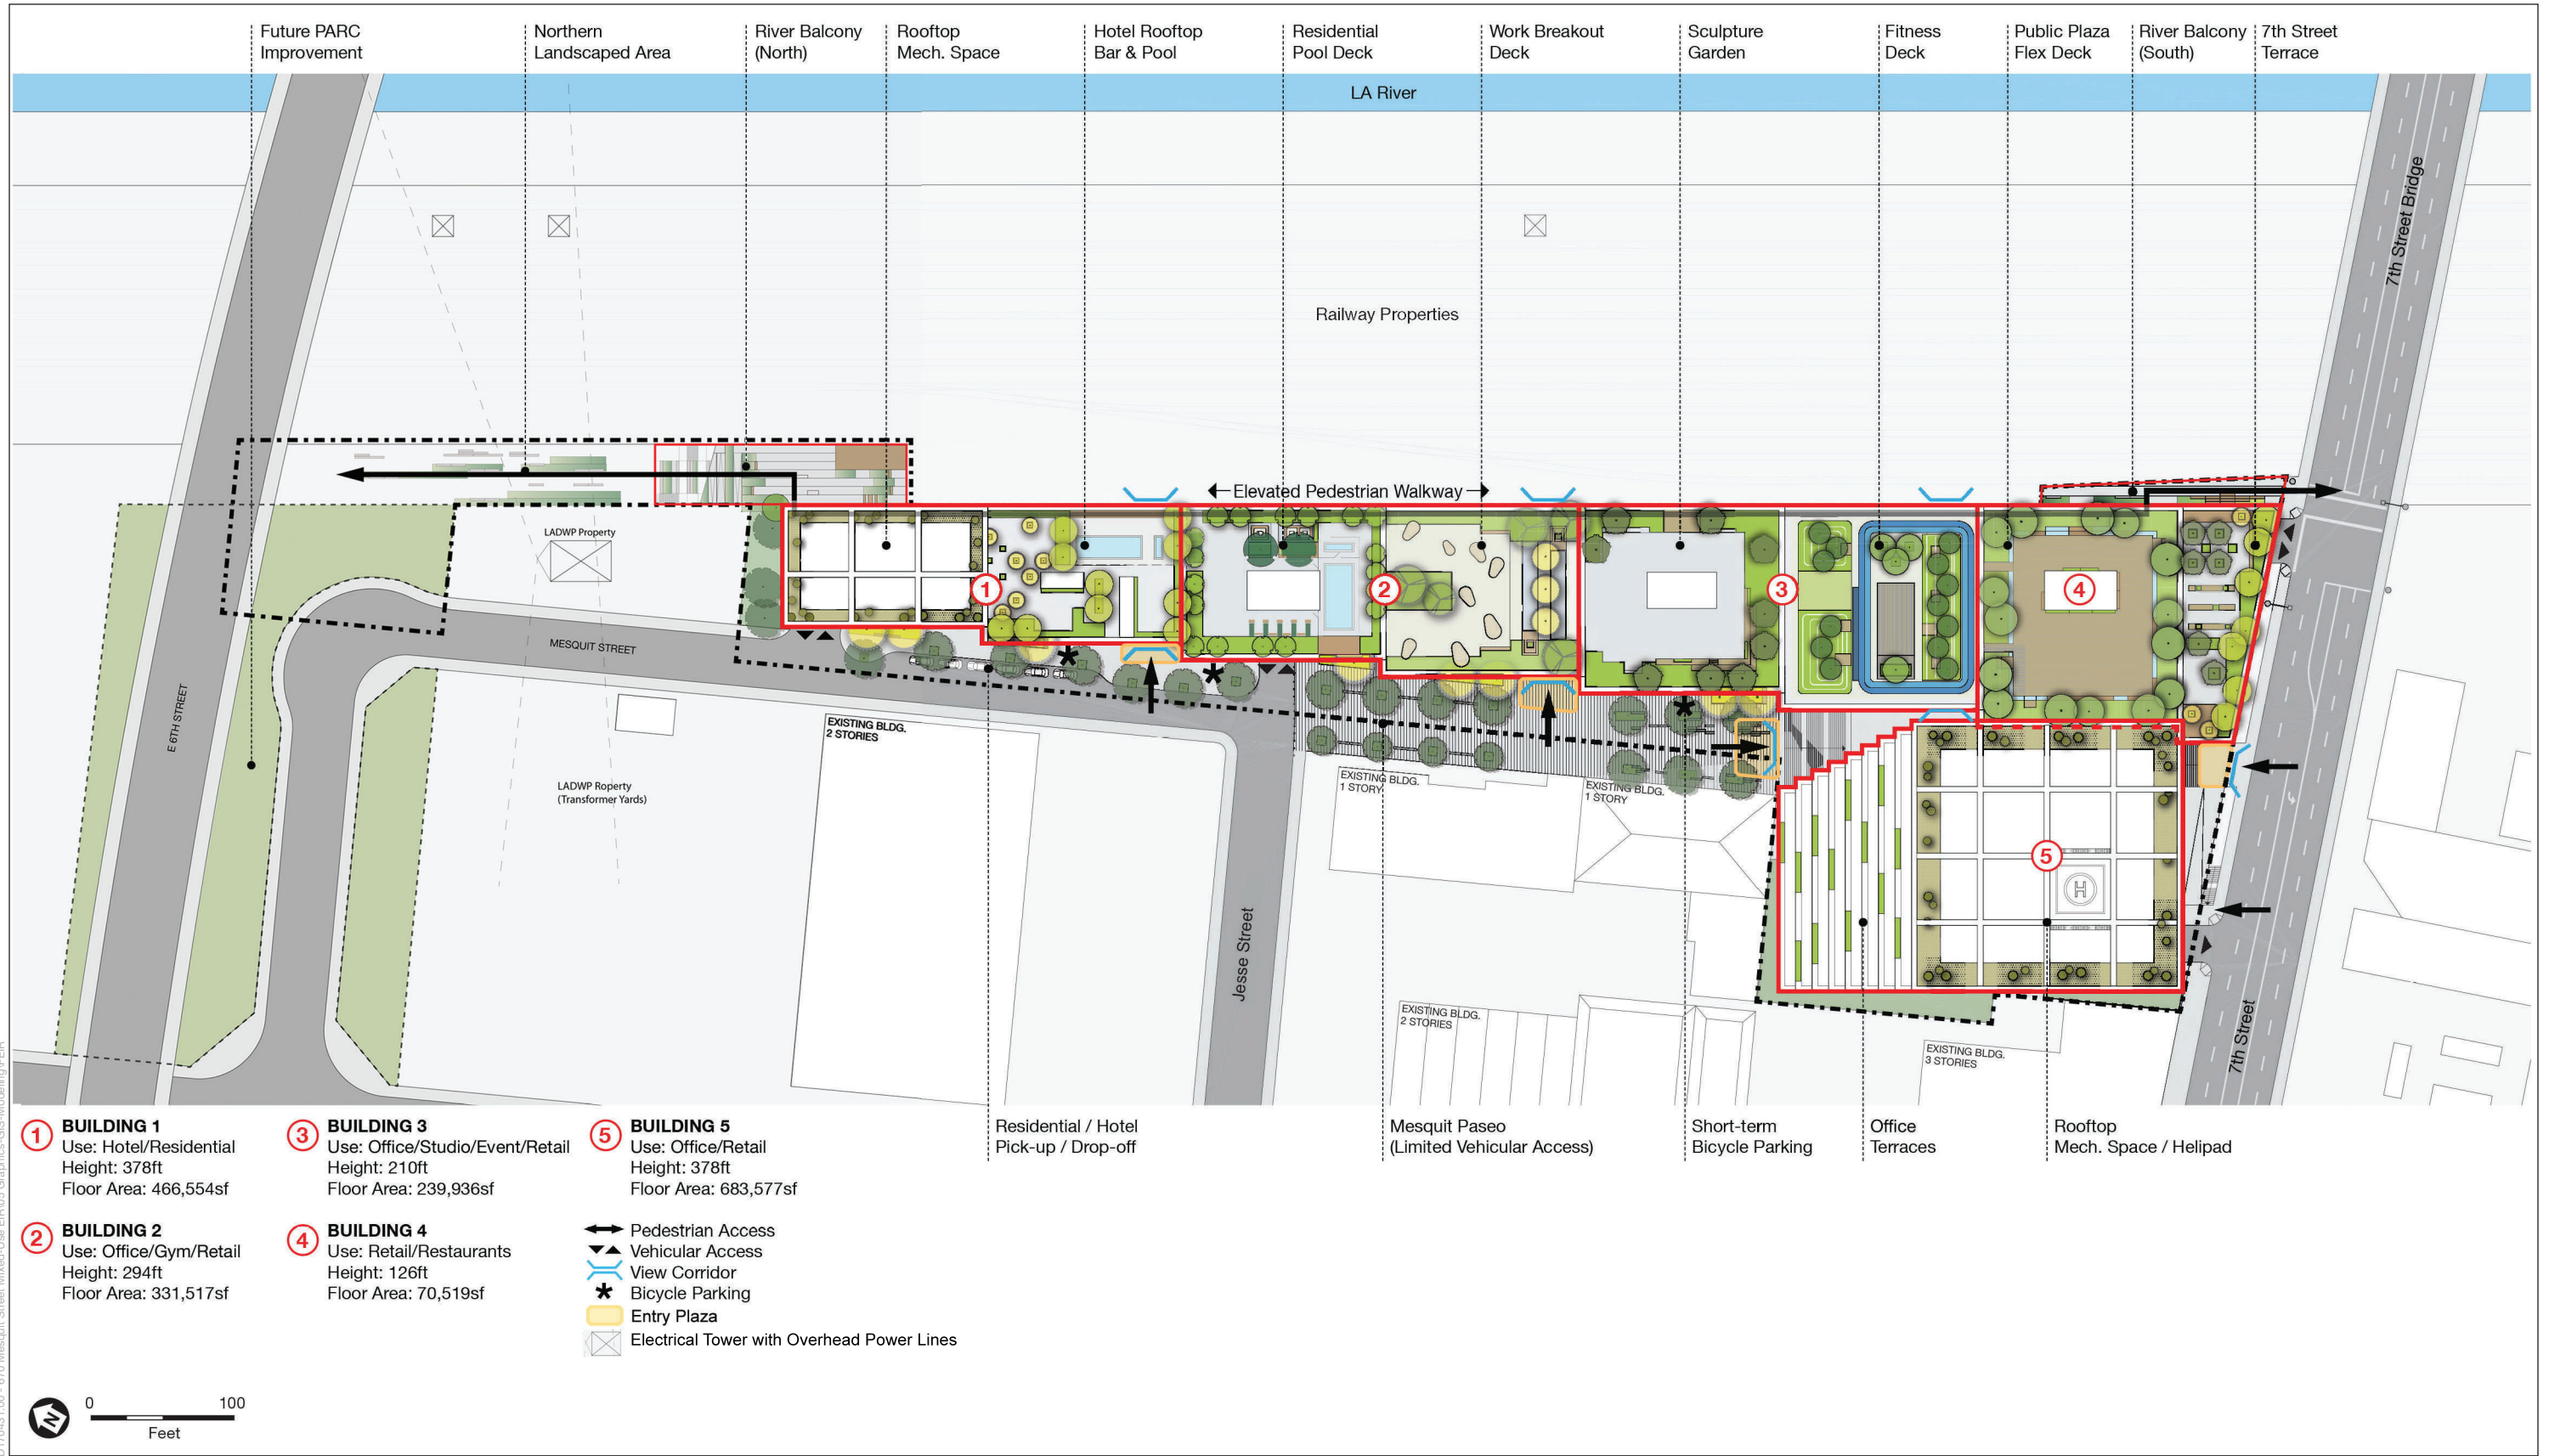 Future PARC
Improvement
Northern
Landscaped Area
River Balcony
(North)
Rooftop
Mech. Space
Hotel Rooftop
Bar & Pool
Residential
Pool Deck
Work Breakout
Deck
Sculpture
Garden
Fitness
Deck
Public Plaza
Flex Deck
River Balcony
(South)
7th Street
Terrace
LA River
7th Street Bridge
Railway Properties
Elevated Pedestrian Walkway
LADWP Property
1
2
3
4
MESQUIT STREET
E 6TH STREET
EXISTING BLDG.
2 STORIES
LADWP Roperty
(Transformer Yards)
EXISTING BLDG.
1 STORY
EXISTING BLDG.
1 STORY
5
H
Jesse Street
EXISTING BLDG.
2 STORIES
EXISTING BLDG.
3 STORIES
7th Street
Residential / Hotel
Pick-up / Drop-off
Mesquit Paseo
(Limited Vehicular Access)
Short-term
Bicycle Parking
Office
Terraces
Rooftop
Mech. Space / Helipad
1 BUILDING 1
Use: Hotel/Residential
Height: 378ft
Floor Area: 466,554sf
2 BUILDING 2
Use: Office/Gym/Retail
Height: 294ft
Floor Area: 331,517sf
3 BUILDING 3
Use: Office/Studio/Event/Retail
Height: 210ft
Floor Area: 239,936sf
4 BUILDING 4
Use: Retail/Restaurants
Height: 126ft
Floor Area: 70,519sf
5 BUILDING 5
Use: Office/Retail
Height: 378ft
Floor Area: 683,577sf
Pedestrian Access
Vehicular Access
View Corridor
Bicycle Parking
Entry Plaza
Electrical Tower with Overhead Power Lines
N
0 100
Feet